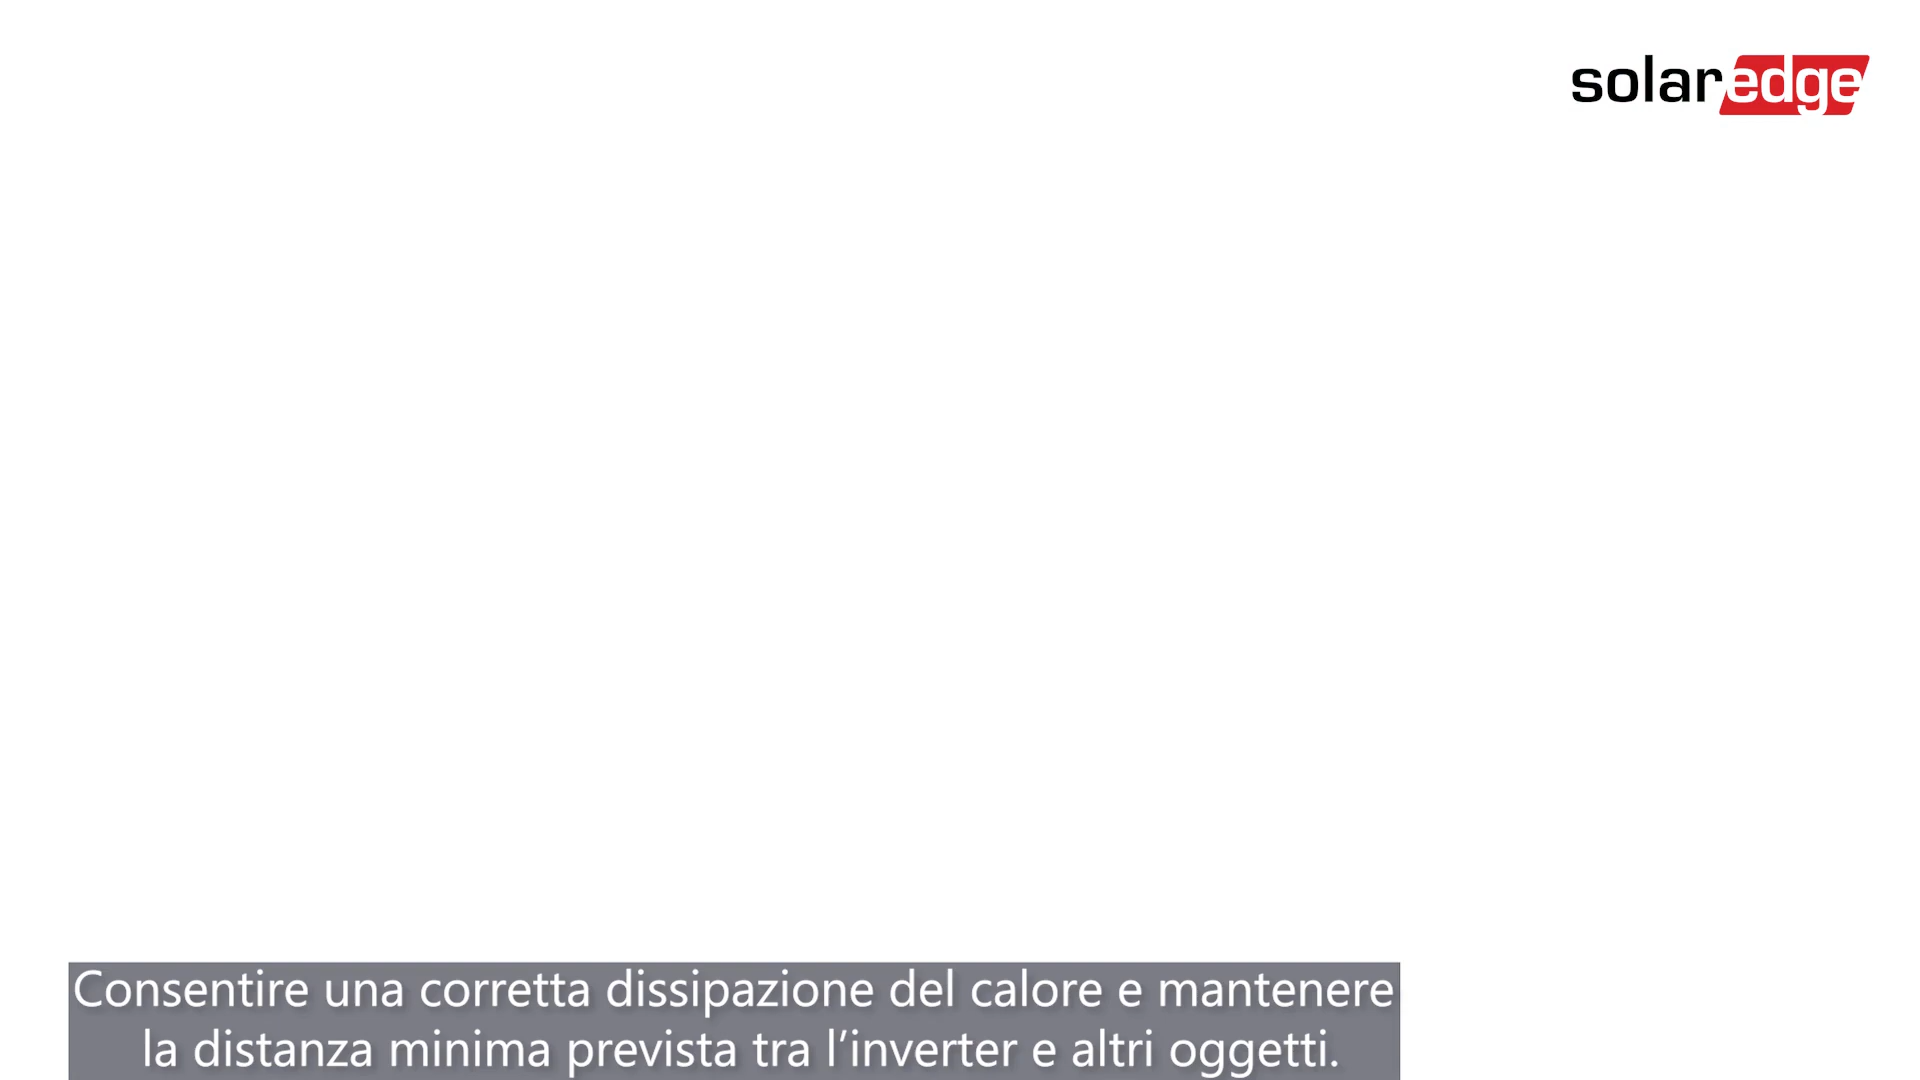 solaredge
Consentire una corretta dissipazione del calore e mantenere
la distanza minima prevista tra l’inverter e altri oggetti.